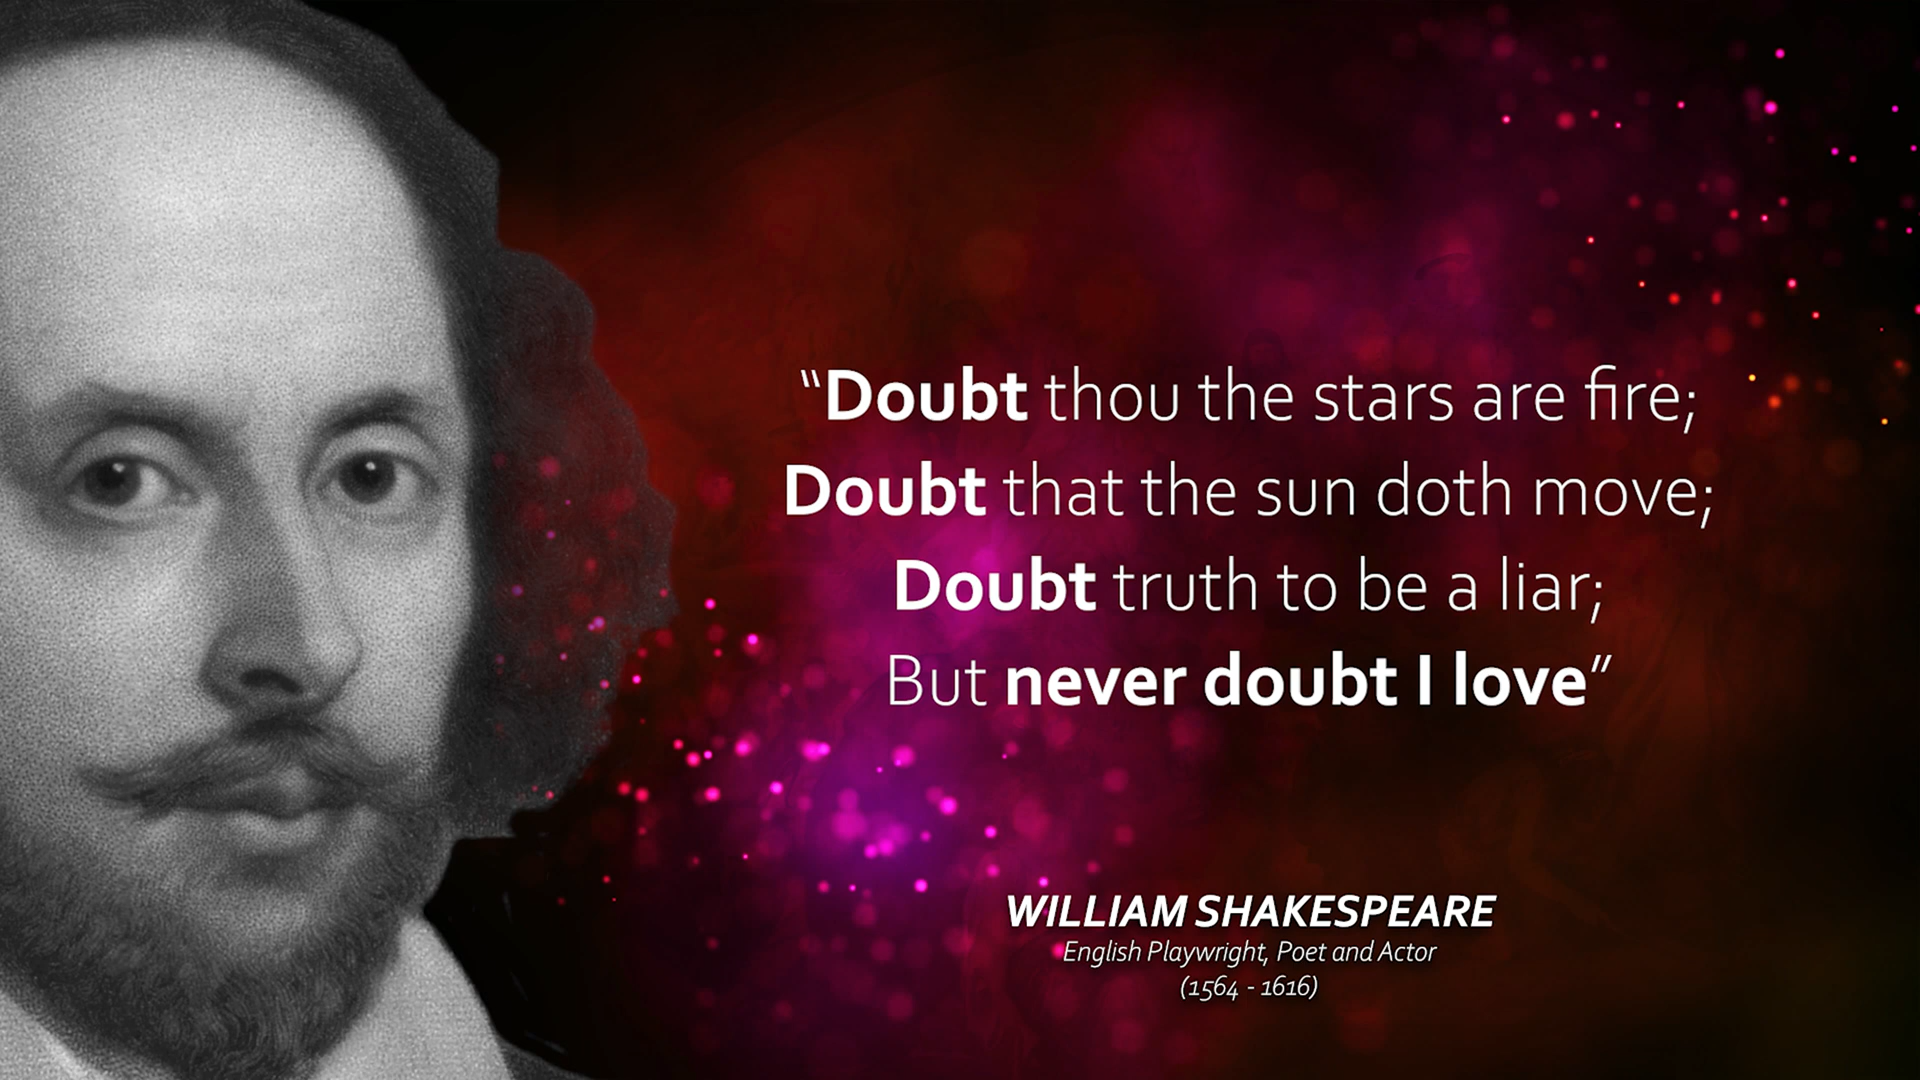 “Doubt thou the stars are fire;
Doubt that the sun doth move;
Doubt truth to be a liar;
But never doubt I love”
WILLIAM SHAKESPEARE
English Playwright, Poet and Actor
(1564 - 1616)